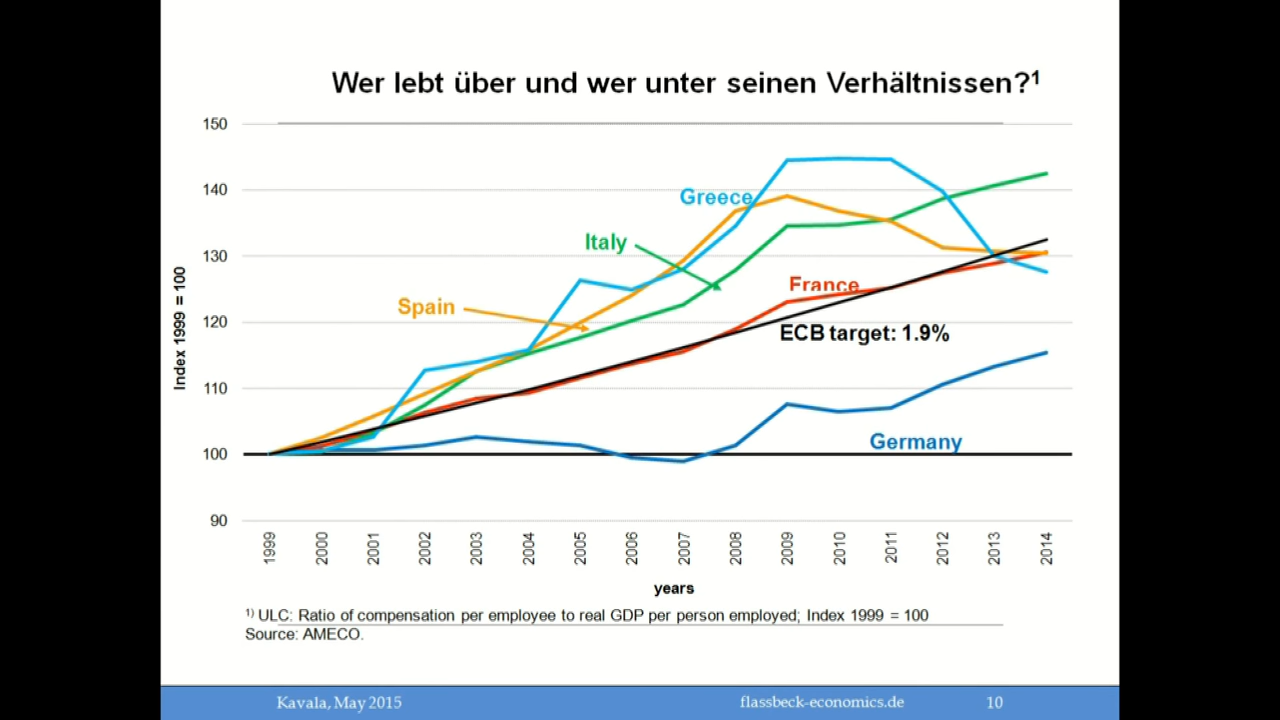 Wer lebt über und wer unter seinen Verhältnissen?¹
150
140
130
120
110
100
90
Index 1999 = 100
Greece
Italy
Spain
France
ECB target: 1.9%
Germany
1999 2000 2001 2002 2003 2004 2005 2006 2007 2008 2009 2010 2011 2012 2013 2014
years
¹⁾ ULC: Ratio of compensation per employee to real GDP per person employed; Index 1999 = 100
Source: AMECO.
Kavala, May 2015 flassbeck-economics.de 10